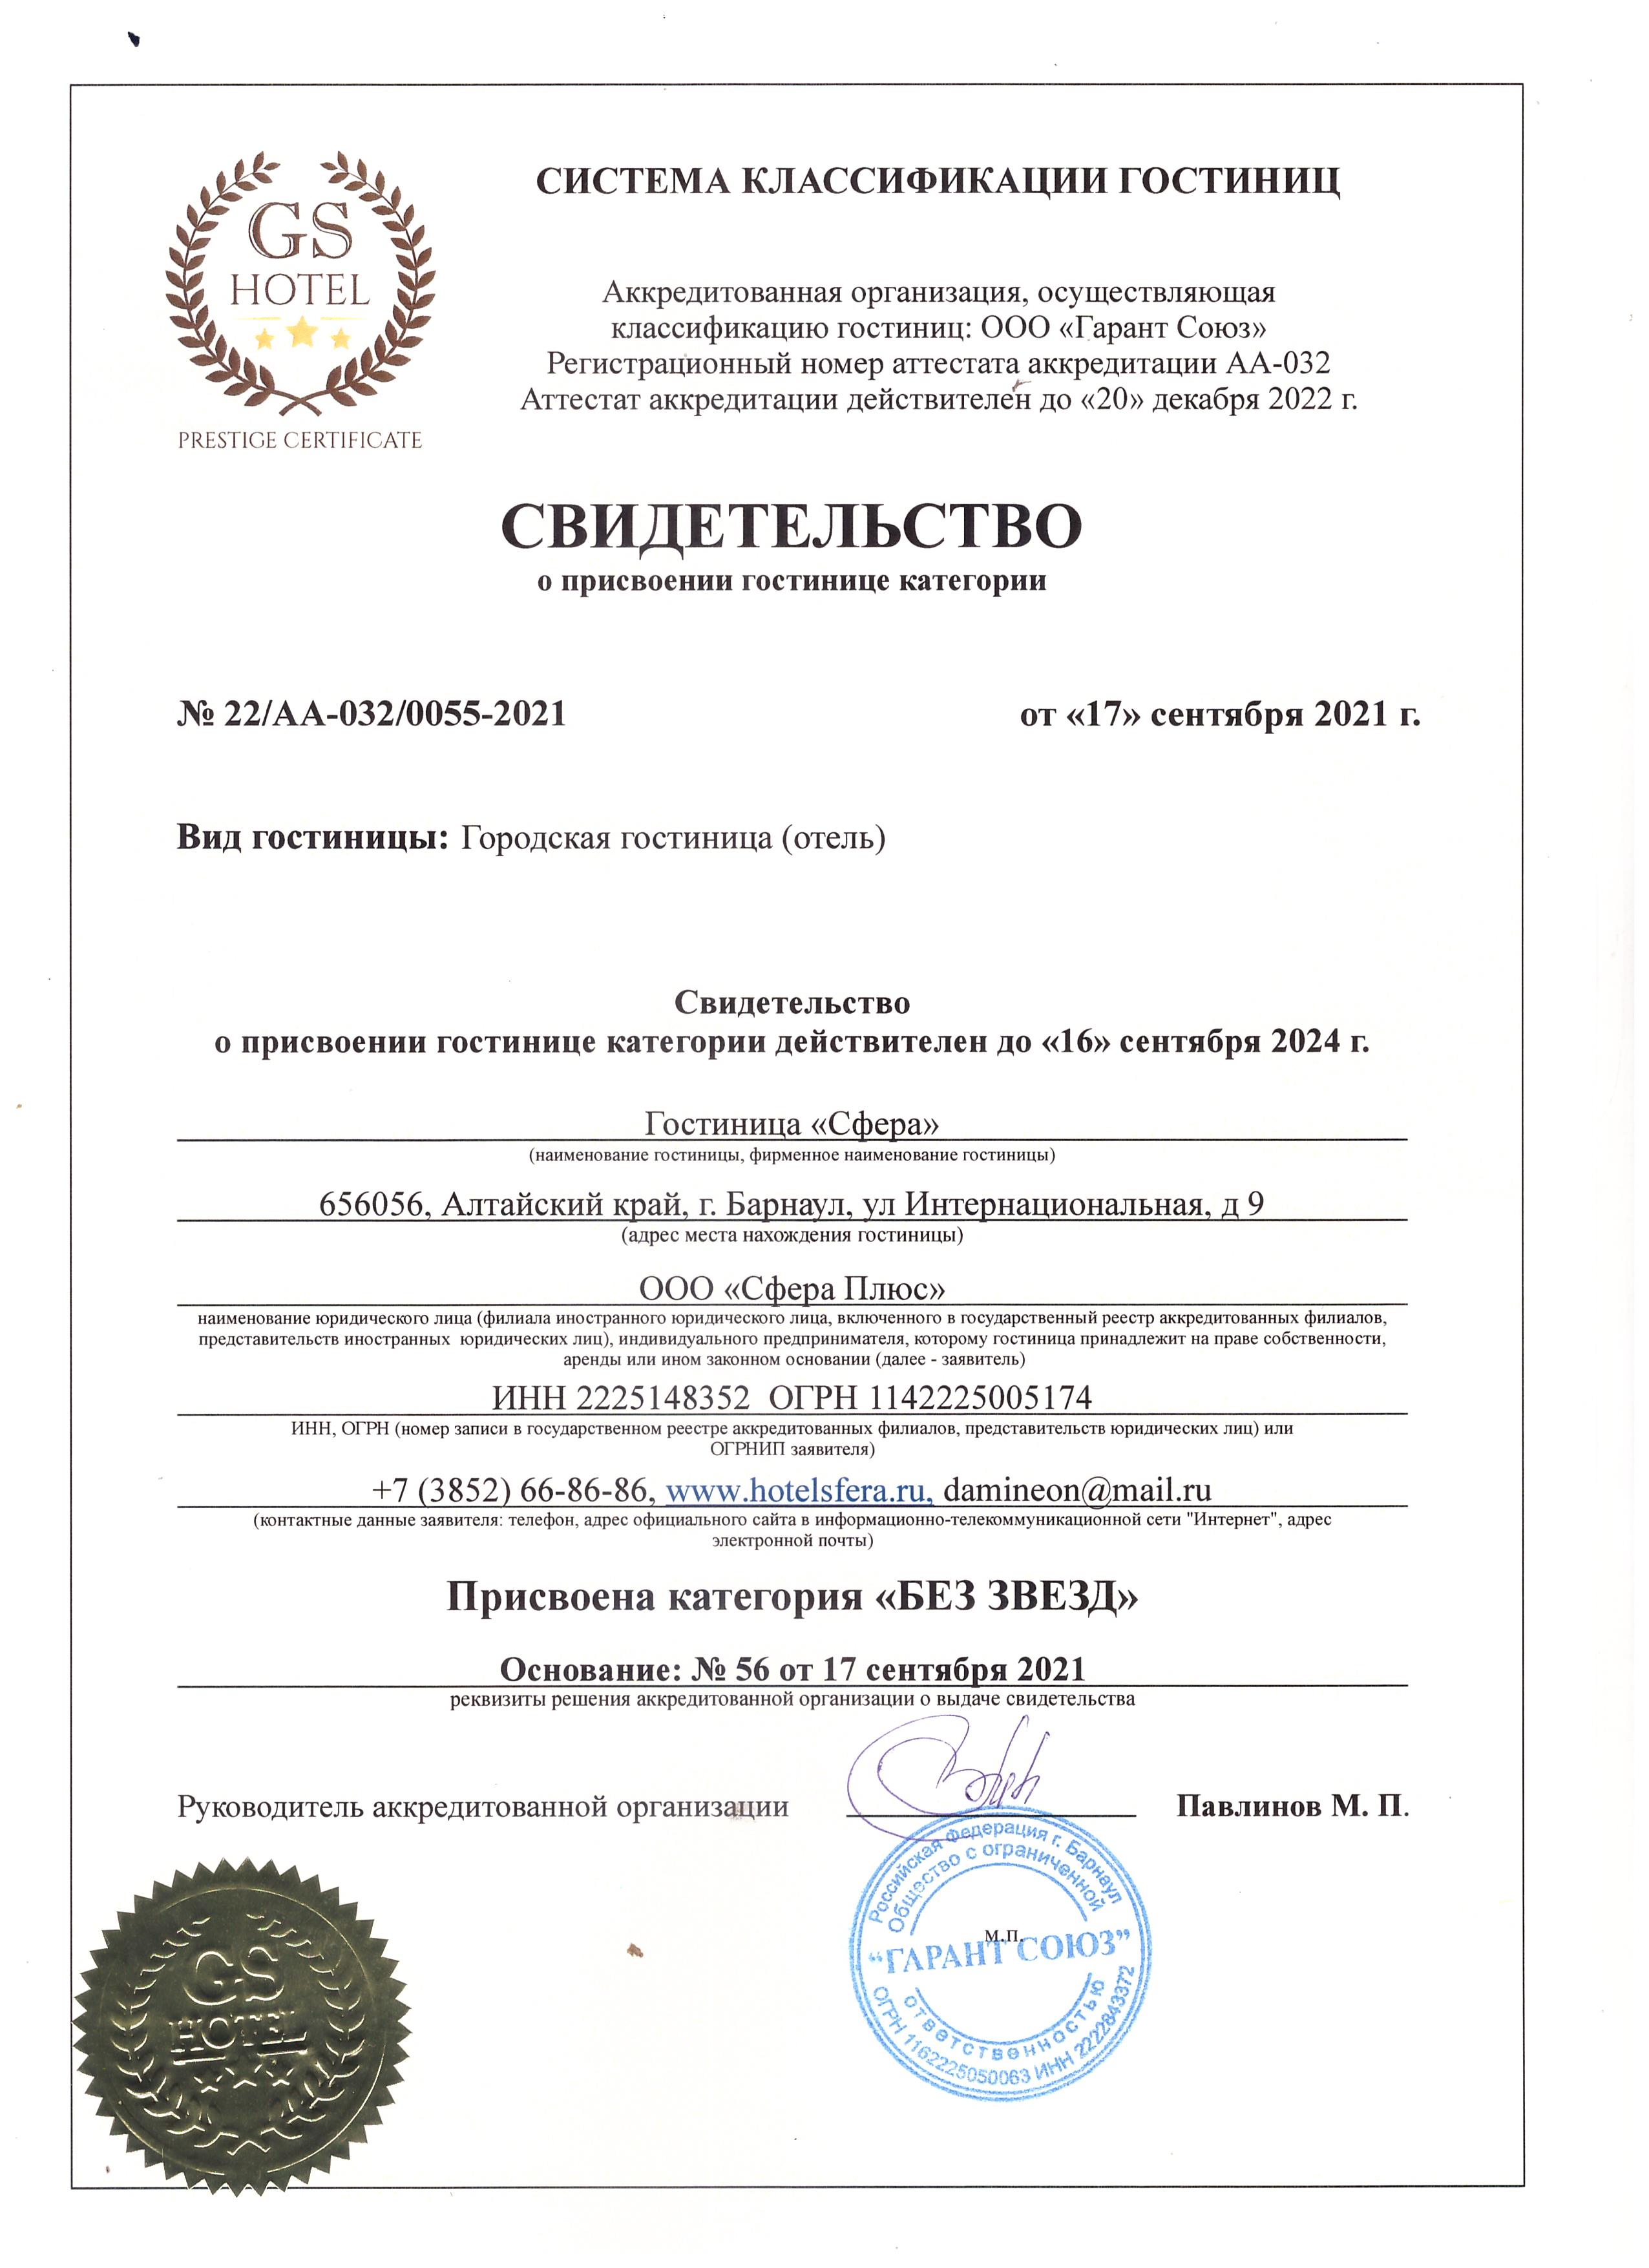 GS
HOTEL
PRESTIGE CERTIFICATE
СИСТЕМА КЛАССИФИКАЦИИ ГОСТИНИЦ
Аккредитованная организация, осуществляющая
классификацию гостиниц: ООО «Гарант Союз»
Регистрационный номер аттестата аккредитации АА-032
Аттестат аккредитации действителен до «20» декабря 2022 г.
СВИДЕТЕЛЬСТВО
о присвоении гостинице категории
№ 22/АА-032/0055-2021 от «17» сентября 2021 г.
Вид гостиницы: Городская гостиница (отель)
Свидетельство
о присвоении гостинице категории действителен до «16» сентября 2024 г.
Гостиница «Сфера»
(наименование гостиницы, фирменное наименование гостиницы)
656056, Алтайский край, г. Барнаул, ул Интернациональная, д 9
(адрес места нахождения гостиницы)
ООО «Сфера Плюс»
наименование юридического лица (филиала иностранного юридического лица, включенного в государственный реестр аккредитованных филиалов,
представительств иностранных юридических лиц), индивидуального предпринимателя, которому гостиница принадлежит на праве собственности,
аренды или ином законном основании (далее - заявитель)
ИНН 2225148352 ОГРН 1142225005174
ИНН, ОГРН (номер записи в государственном реестре аккредитованных филиалов, представительств юридических лиц) или
ОГРНИП заявителя)
+7 (3852) 66-86-86, www.hotelsfera.ru, damineon@mail.ru
(контактные данные заявителя: телефон, адрес официального сайта в информационно-телекоммуникационной сети "Интернет", адрес
электронной почты)
Присвоена категория «БЕЗ ЗВЕЗД»
Основание: № 56 от 17 сентября 2021
реквизиты решения аккредитованной организации о выдаче свидетельства
Руководитель аккредитованной организации Павлинов М. П.
Российская Федерация г. Барнаул
Общество с ограниченной
м.п.
“ГАРАНТ СОЮЗ”
ответственностью
ОГРН 1162225050063 ИНН 2222843372
GS
HOTEL